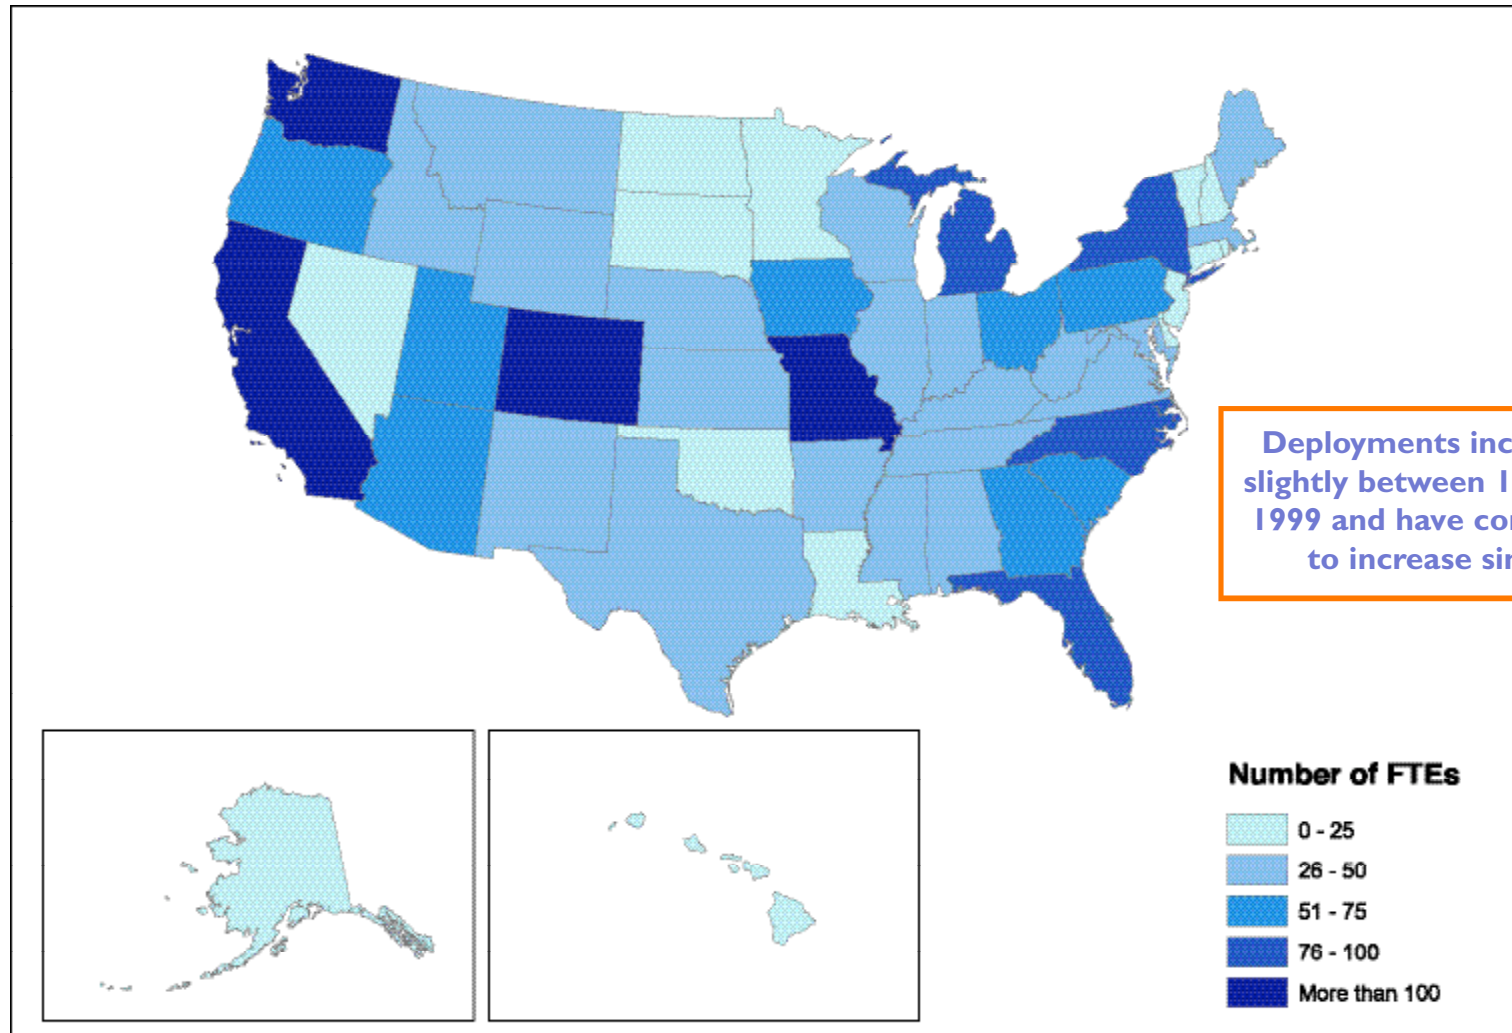 Deployments inc
slightly between 1
1999 and have co
to increase si
Number of FTEs
0 - 25
26 - 50
51 - 75
76 - 100
More than 100